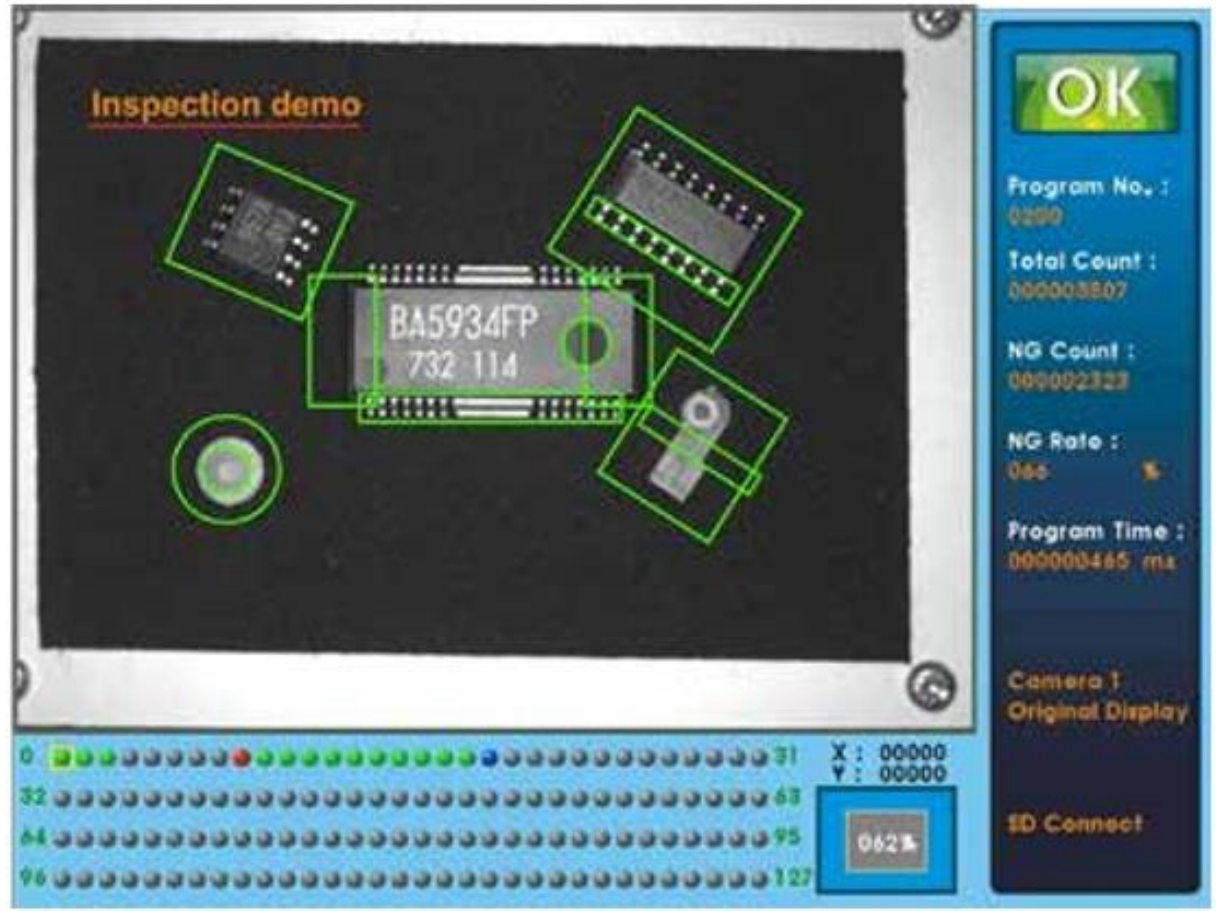 Inspection demo
BA5934FP
732 114
OK
Program No. :
0200
Total Count :
000003507
NG Count :
000002323
NG Rate :
066 %
Program Time :
000000465 ms
Camera 1
Original Display
SD Connect
0 31
32 63
64 95
96 127
X : 00000
Y : 00000
062%